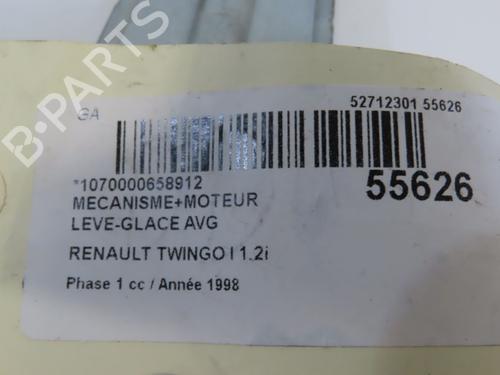 B-PARTS
GA
52712301 55626
*1070000658912
55626
MECANISME+MOTEUR
LEVE-GLACE AVG
RENAULT TWINGO I 1.2i
Phase 1 cc / Année 1998